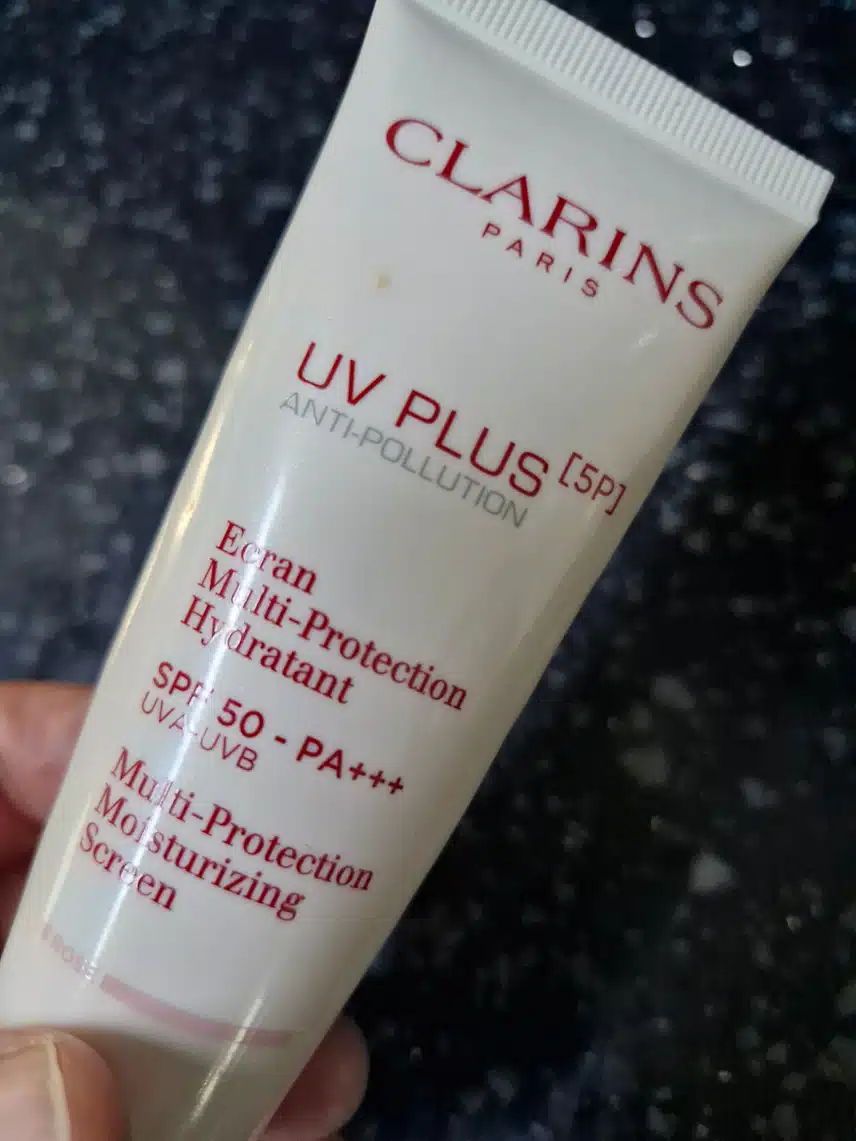 CLARINS
PARIS
UV PLUS [5P]
ANTI-POLLUTION
Ecran
Multi-Protection
Hydratant
SPF 50 - PA+++
UVA-UVB
Multi-Protection
Moisturizing
Screen
ROSE